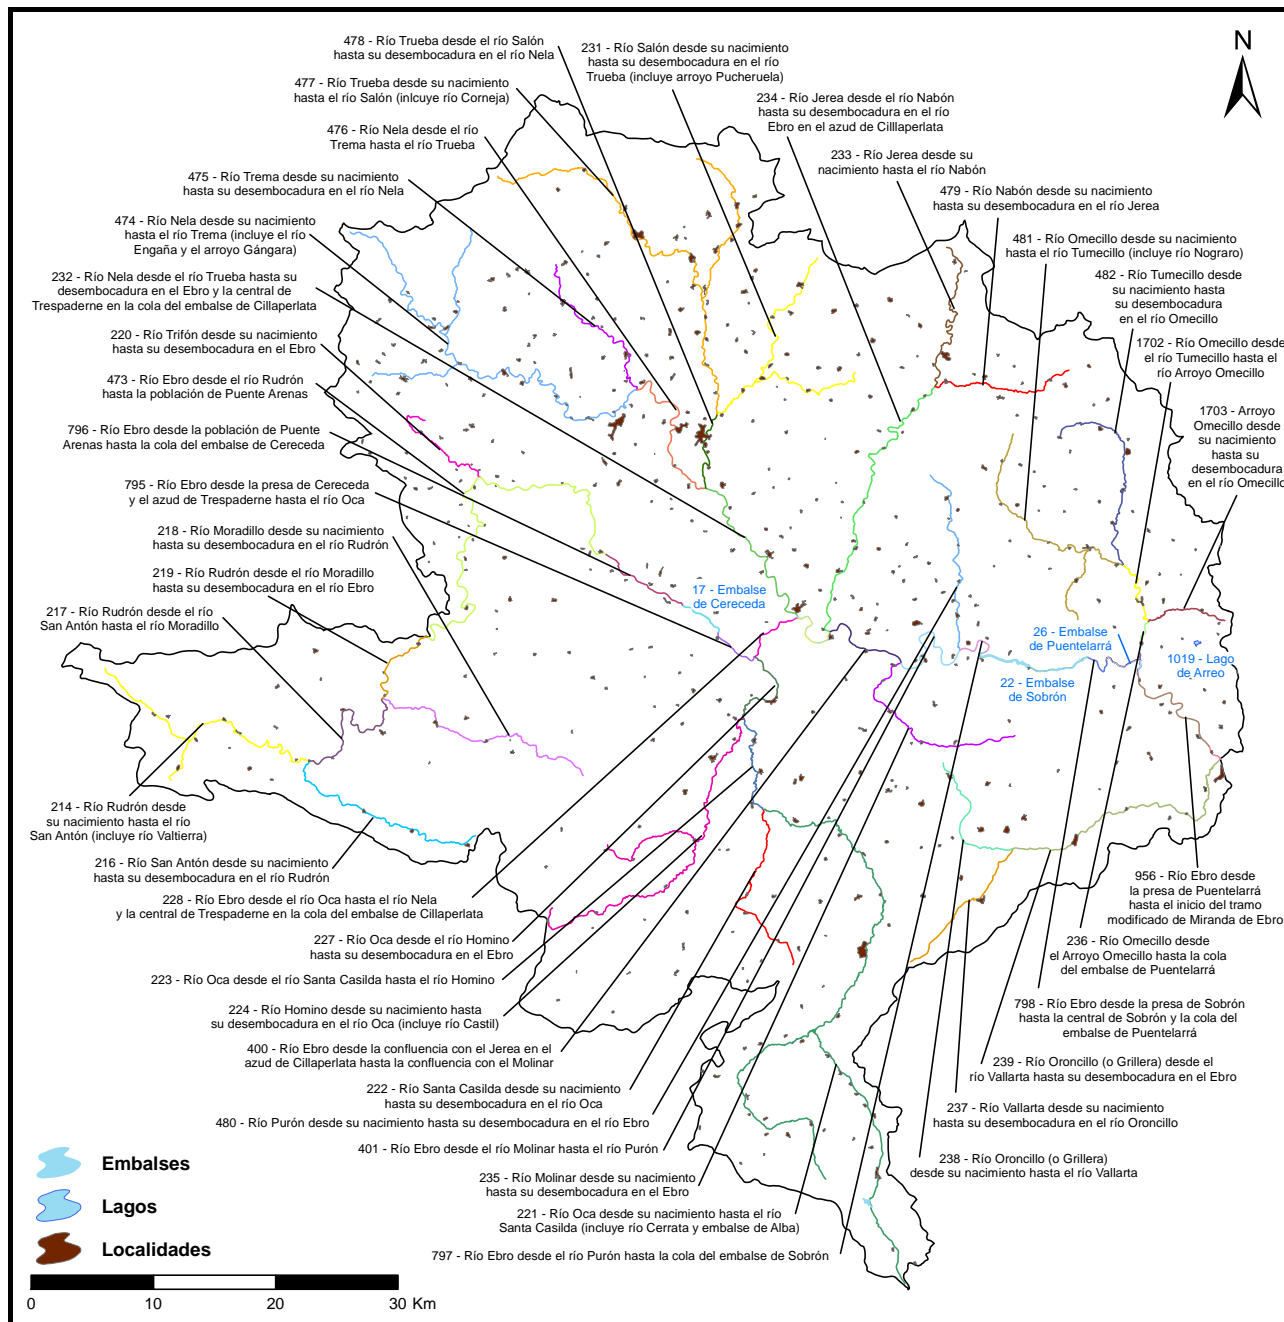 478 - Río Trueba desde el río Salón
hasta su desembocadura en el río Nela
231 - Río Salón desde su nacimiento
hasta su desembocadura en el río
Trueba (incluye arroyo Pucheruela)
N
477 - Río Trueba desde su nacimiento
hasta el río Salón (inlcuye río Corneja)
234 - Río Jerea desde el río Nabón
hasta su desembocadura en el río
Ebro en el azud de Cilllaperlata
476 - Río Nela desde el río
Trema hasta el río Trueba
233 - Río Jerea desde su
nacimiento hasta el río Nabón
475 - Río Trema desde su nacimiento
hasta su desembocadura en el río Nela
479 - Río Nabón desde su nacimiento
hasta su desembocadura en el río Jerea
474 - Río Nela desde su nacimiento
hasta el río Trema (incluye el río
Engaña y el arroyo Gángara)
481 - Río Omecillo desde su nacimiento
hasta el río Tumecillo (incluye río Nograro)
232 - Río Nela desde el río Trueba hasta su
desembocadura en el Ebro y la central de
Trespaderne en la cola del embalse de Cillaperlata
482 - Río Tumecillo desde
su nacimiento hasta
su desembocadura
en el río Omecillo
220 - Río Trifón desde su nacimiento
hasta su desembocadura en el Ebro
1702 - Río Omecillo desde
el río Tumecillo hasta el
río Arroyo Omecillo
473 - Río Ebro desde el río Rudrón
hasta la población de Puente Arenas
1703 - Arroyo
Omecillo desde
su nacimiento
hasta su
desembocadura
en el río Omecillo
796 - Río Ebro desde la población de Puente
Arenas hasta la cola del embalse de Cereceda
795 - Río Ebro desde la presa de Cereceda
y el azud de Trespaderne hasta el río Oca
218 - Río Moradillo desde su nacimiento
hasta su desembocadura en el río Rudrón
219 - Río Rudrón desde el río Moradillo
hasta su desembocadura en el río Ebro
17 - Embalse
de Cereceda
217 - Río Rudrón desde el río
San Antón hasta el río Moradillo
26 - Embalse
de Puentelarrá
1019 - Lago
de Arreo
22 - Embalse
de Sobrón
214 - Río Rudrón desde
su nacimiento hasta el río
San Antón (incluye río Valtierra)
216 - Río San Antón desde su nacimiento
hasta su desembocadura en el río Rudrón
228 - Río Ebro desde el río Oca hasta el río Nela
y la central de Trespaderne en la cola del embalse de Cillaperlata
956 - Río Ebro desde
la presa de Puentelarrá
hasta el inicio del tramo
modificado de Miranda de Ebro
227 - Río Oca desde el río Homino
hasta su desembocadura en el Ebro
236 - Río Omecillo desde
el Arroyo Omecillo hasta la cola
del embalse de Puentelarrá
223 - Río Oca desde el río Santa Casilda hasta el río Homino
224 - Río Homino desde su nacimiento hasta
su desembocadura en el río Oca (incluye río Castil)
798 - Río Ebro desde la presa de Sobrón
hasta la central de Sobrón y la cola del
embalse de Puentelarrá
400 - Río Ebro desde la confluencia con el Jerea en el
azud de Cillaperlata hasta la confluencia con el Molinar
239 - Río Oroncillo (o Grillera) desde el
río Vallarta hasta su desembocadura en el Ebro
222 - Río Santa Casilda desde su nacimiento
hasta su desembocadura en el río Oca
237 - Río Vallarta desde su nacimiento
hasta su desembocadura en el río Oroncillo
480 - Río Purón desde su nacimiento hasta su desembocadura en el río Ebro
401 - Río Ebro desde el río Molinar hasta el río Purón
238 - Río Oroncillo (o Grillera)
desde su nacimiento hasta el río Vallarta
235 - Río Molinar desde su nacimiento
hasta su desembocadura en el Ebro
221 - Río Oca desde su nacimiento hasta el río
Santa Casilda (incluye río Cerrata y embalse de Alba)
797 - Río Ebro desde el río Purón hasta la cola del embalse de Sobrón
Embalses
Lagos
Localidades
0 10 20 30 Km